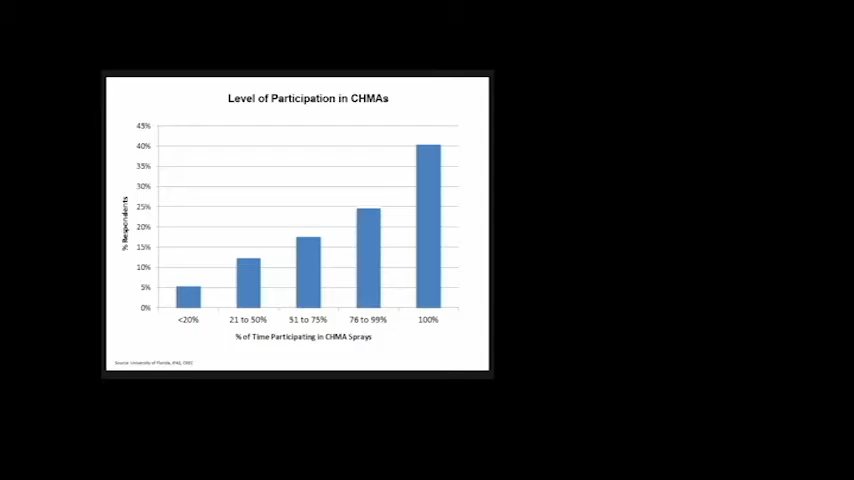 Level of Participation in CHMAs
45%
40%
35%
30%
25%
20%
15%
10%
5%
0%
% Respondents
<20%  21 to 50%  51 to 75%  76 to 99%  100%
% of Time Participating in CHMA Sprays
Source: University of Florida, IFAS, CREC